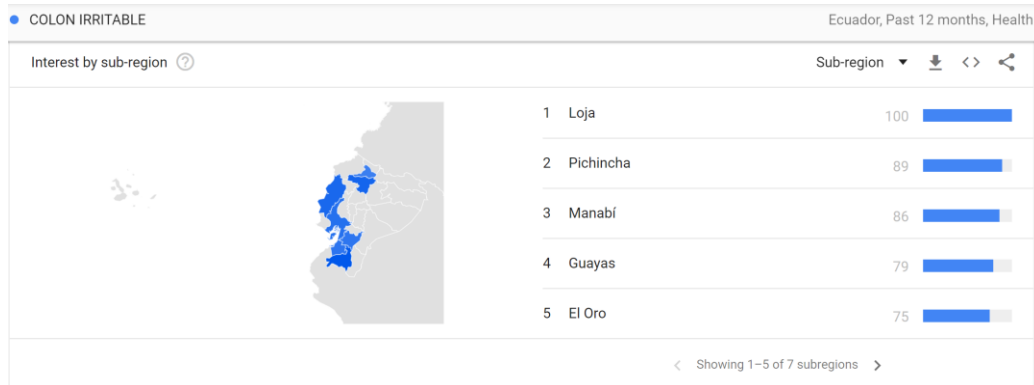 COLON IRRITABLE
Ecuador, Past 12 months, Health
Interest by sub-region ?
Sub-region
1 Loja 100
2 Pichincha 89
3 Manabí 86
4 Guayas 79
5 El Oro 75
Showing 1–5 of 7 subregions